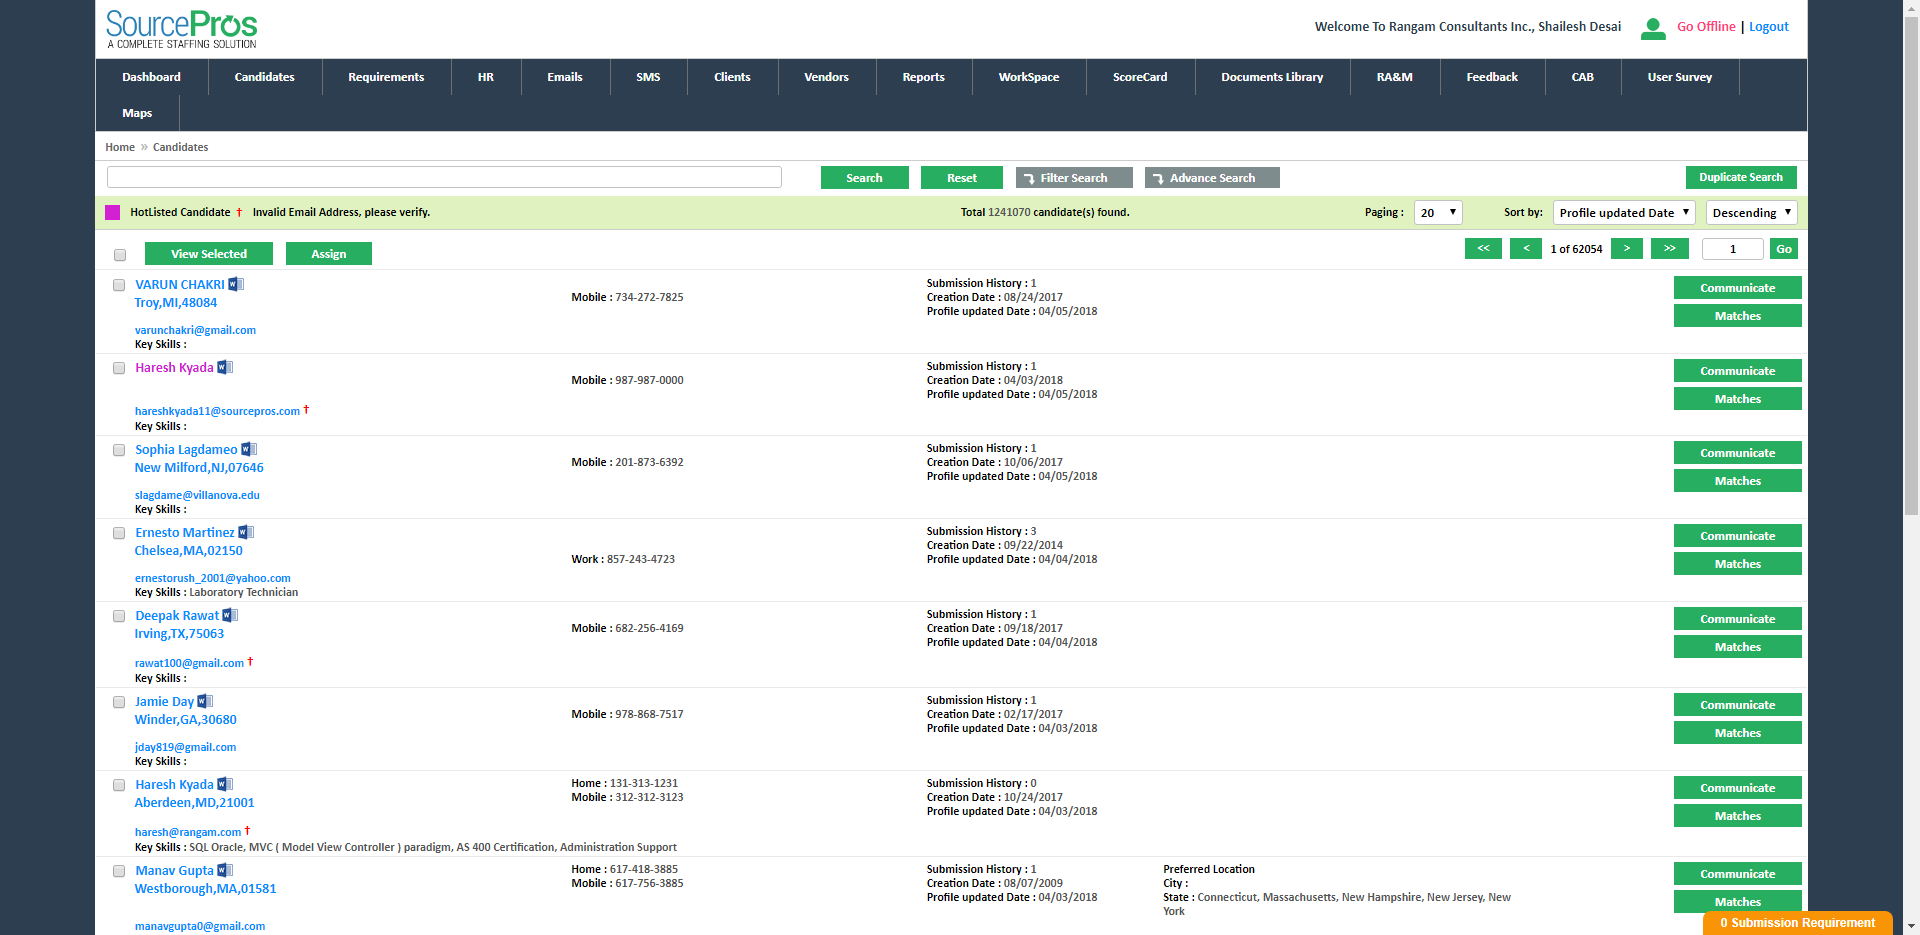 SourcePros
A COMPLETE STAFFING SOLUTION
Welcome To Rangam Consultants Inc., Shailesh Desai
Go Offline | Logout
Dashboard Candidates Requirements HR Emails SMS Clients Vendors Reports WorkSpace ScoreCard Documents Library RA&M Feedback CAB User Survey
Maps
Home » Candidates
Search Reset Filter Search Advance Search Duplicate Search
HotListed Candidate † Invalid Email Address, please verify. Total 1241070 candidate(s) found. Paging : 20 Sort by: Profile updated Date Descending
View Selected Assign << < 1 of 62054 > >> 1 Go
VARUN CHAKRI
Troy,MI,48084
varunchakri@gmail.com
Key Skills :
Mobile : 734-272-7825
Submission History : 1
Creation Date : 08/24/2017
Profile updated Date : 04/05/2018
Communicate
Matches
Haresh Kyada
hareshkyada11@sourcepros.com †
Key Skills :
Mobile : 987-987-0000
Submission History : 1
Creation Date : 04/03/2018
Profile updated Date : 04/05/2018
Communicate
Matches
Sophia Lagdameo
New Milford,NJ,07646
slagdame@villanova.edu
Key Skills :
Mobile : 201-873-6392
Submission History : 1
Creation Date : 10/06/2017
Profile updated Date : 04/05/2018
Communicate
Matches
Ernesto Martinez
Chelsea,MA,02150
ernestorush_2001@yahoo.com
Key Skills : Laboratory Technician
Work : 857-243-4723
Submission History : 3
Creation Date : 09/22/2014
Profile updated Date : 04/04/2018
Communicate
Matches
Deepak Rawat
Irving,TX,75063
rawat100@gmail.com †
Key Skills :
Mobile : 682-256-4169
Submission History : 1
Creation Date : 09/18/2017
Profile updated Date : 04/04/2018
Communicate
Matches
Jamie Day
Winder,GA,30680
jday819@gmail.com
Key Skills :
Mobile : 978-868-7517
Submission History : 1
Creation Date : 02/17/2017
Profile updated Date : 04/03/2018
Communicate
Matches
Haresh Kyada
Aberdeen,MD,21001
haresh@rangam.com †
Key Skills : SQL Oracle, MVC ( Model View Controller ) paradigm, AS 400 Certification, Administration Support
Home : 131-313-1231
Mobile : 312-312-3123
Submission History : 0
Creation Date : 10/24/2017
Profile updated Date : 04/03/2018
Communicate
Matches
Manav Gupta
Westborough,MA,01581
manavgupta0@gmail.com
Home : 617-418-3885
Mobile : 617-756-3885
Submission History : 1
Creation Date : 08/07/2009
Profile updated Date : 04/03/2018
Preferred Location
City :
State : Connecticut, Massachusetts, New Hampshire, New Jersey, New
York
Communicate
Matches
0 Submission Requirement